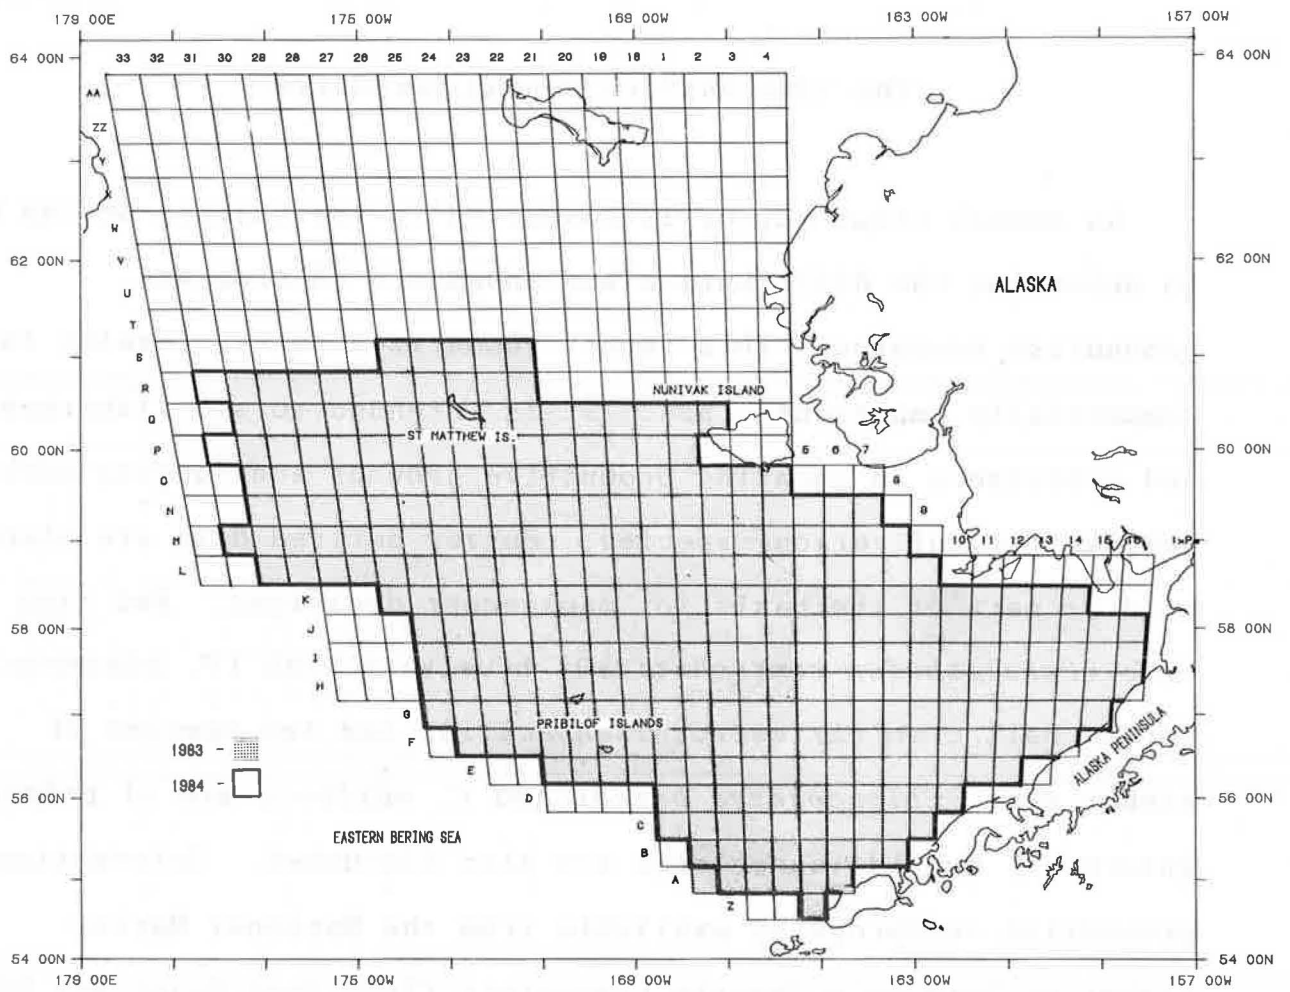 179 00E 175 00W 169 00W 163 00W 157 00W
64 00N 64 00N
33 32 31 30 28 28 27 26 25 24 23 22 21 20 19 18 1 2 3 4
AA
ZZ
Y
X
W
V
62 00N 62 00N
U
ALASKA
T
S
R
NUNIVAK ISLAND
Q
ST MATTHEW IS.
P
60 00N 5 6 7 60 00N
O
8
N
9
M
10 11 12 13 14 15 16
L
K
J
58 00N 58 00N
I
H
G
PRIBILOF ISLANDS
F
ALASKA PENINSULA
1983
E
1984
D
56 00N 56 00N
C
EASTERN BERING SEA
B
A
Z
54 00N 54 00N
179 00E 175 00W 169 00W 163 00W 157 00W